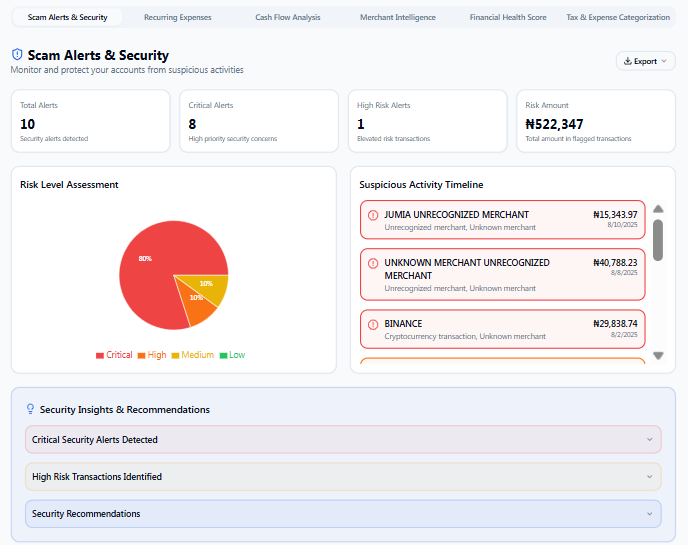 Scam Alerts & Security
Recurring Expenses
Cash Flow Analysis
Merchant Intelligence
Financial Health Score
Tax & Expense Categorization
Scam Alerts & Security
Monitor and protect your accounts from suspicious activities
Export
Total Alerts
10
Security alerts detected
Critical Alerts
8
High priority security concerns
High Risk Alerts
1
Elevated risk transactions
Risk Amount
₦522,347
Total amount in flagged transactions
Risk Level Assessment
80%
10%
10%
Critical High Medium Low
Suspicious Activity Timeline
JUMIA UNRECOGNIZED MERCHANT
₦15,343.97
Unrecognized merchant, Unknown merchant
8/10/2025
UNKNOWN MERCHANT UNRECOGNIZED
MERCHANT
₦40,788.23
8/8/2025
Unrecognized merchant, Unknown merchant
BINANCE
₦29,838.74
Cryptocurrency transaction, Unknown merchant
8/2/2025
Security Insights & Recommendations
Critical Security Alerts Detected
High Risk Transactions Identified
Security Recommendations